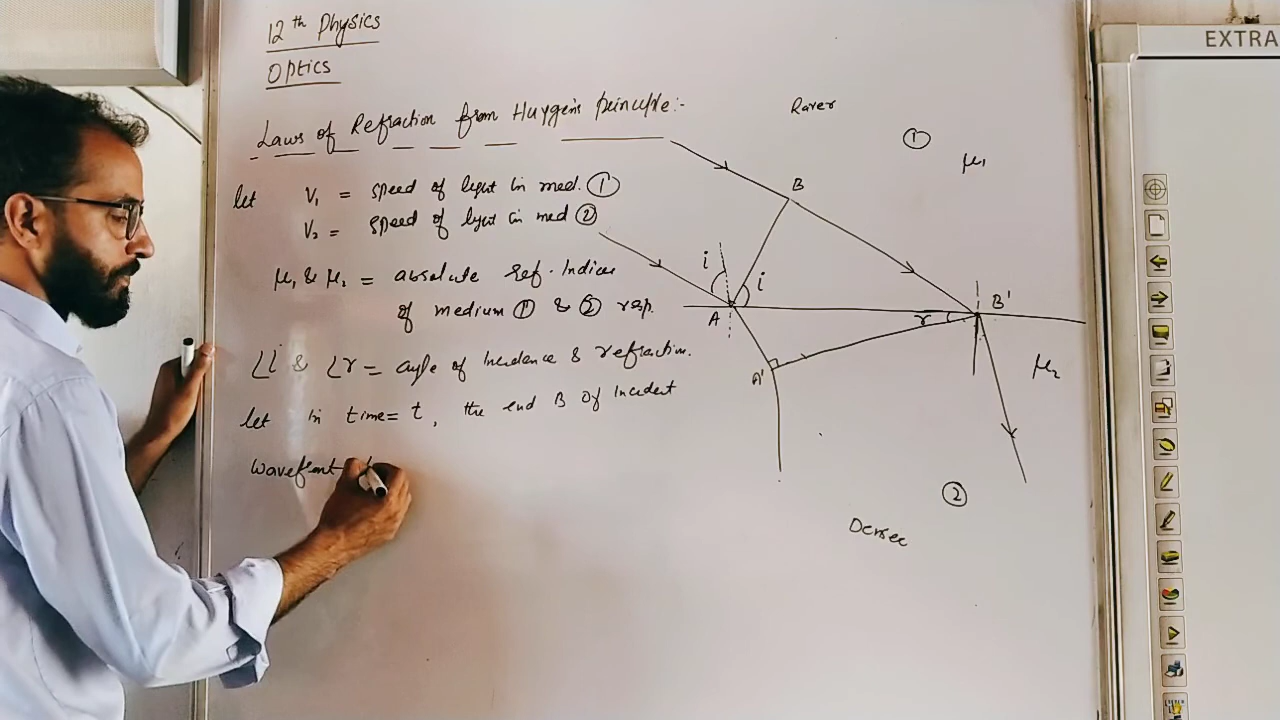 12th Physics
Optics
Laws of Refraction from Huygens principle:-
let V1 = speed of light in med. ①
V2 = speed of light in med ②
μ1 & μ2 = absolute ref. Indices
of medium ① & ② resp.
∠i & ∠r = angle of Incidence & refraction.
let in time = t, the end B of Incident
wavefront
Rarer
①
μ1
B
i
i
A
r
B'
A'
μ2
②
Denser
EXTRA